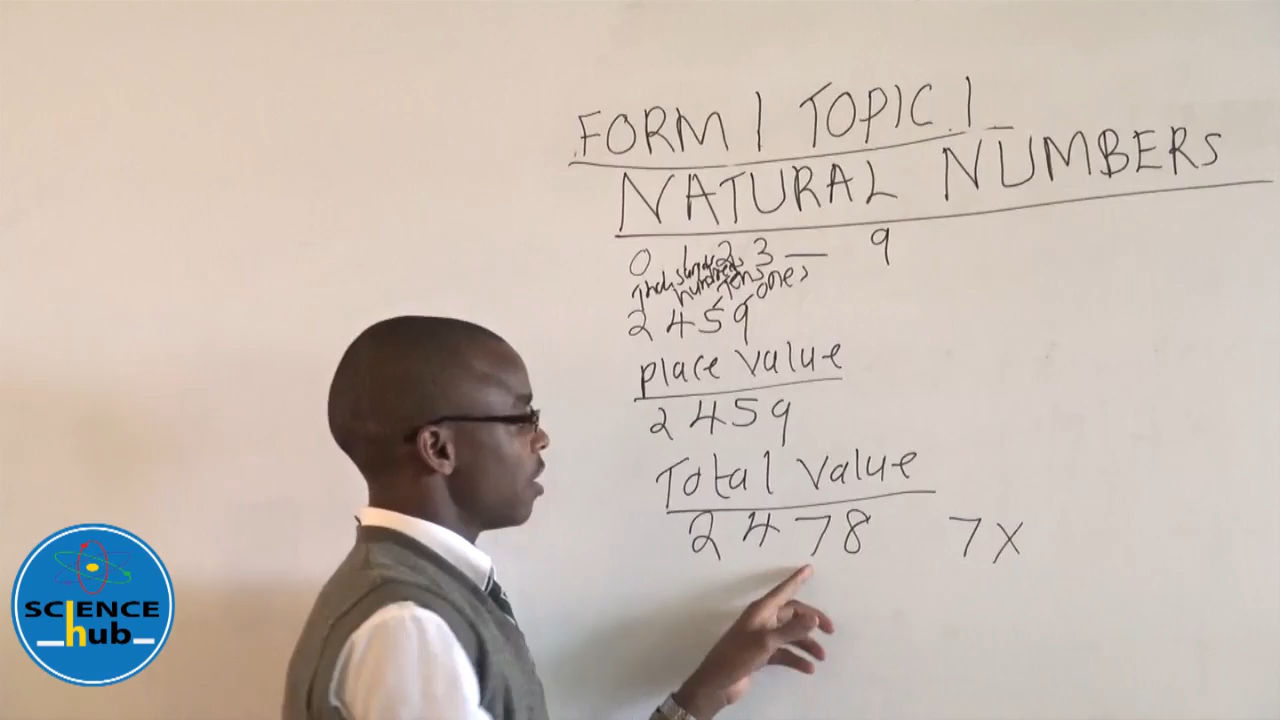 FORM 1 TOPIC.1
NATURAL NUMBERS
0 1 2 3 — 9
Thousands hundreds Tens ones
2 4 5 9
place value
2 4 5 9
Total value
2 4 7 8 7 x
SCIENCE
hub